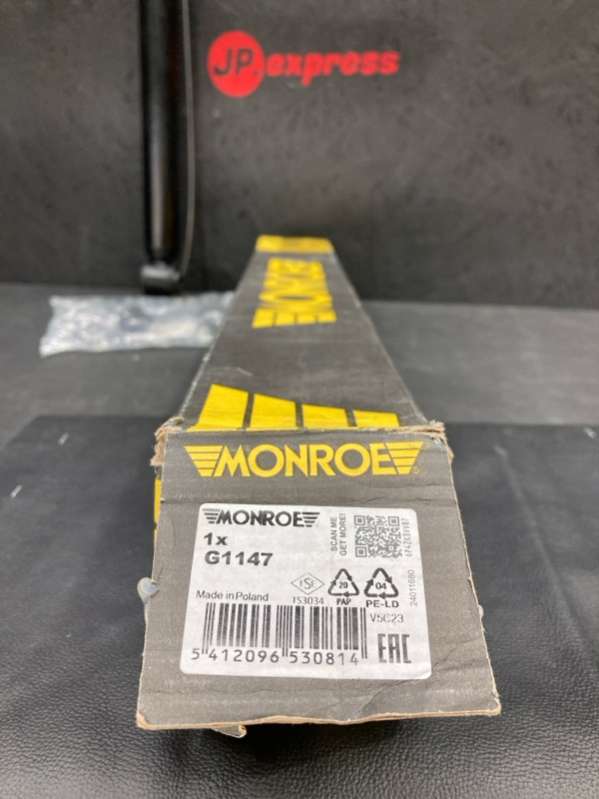 JP.express
MONROE
MONROE
MONROE
SCAN ME
GET MORE!
1x
G1147
Made in Poland
153034
20
PAP
04
PE-LD
24011680
V5C23
5 412096 530814
EAC